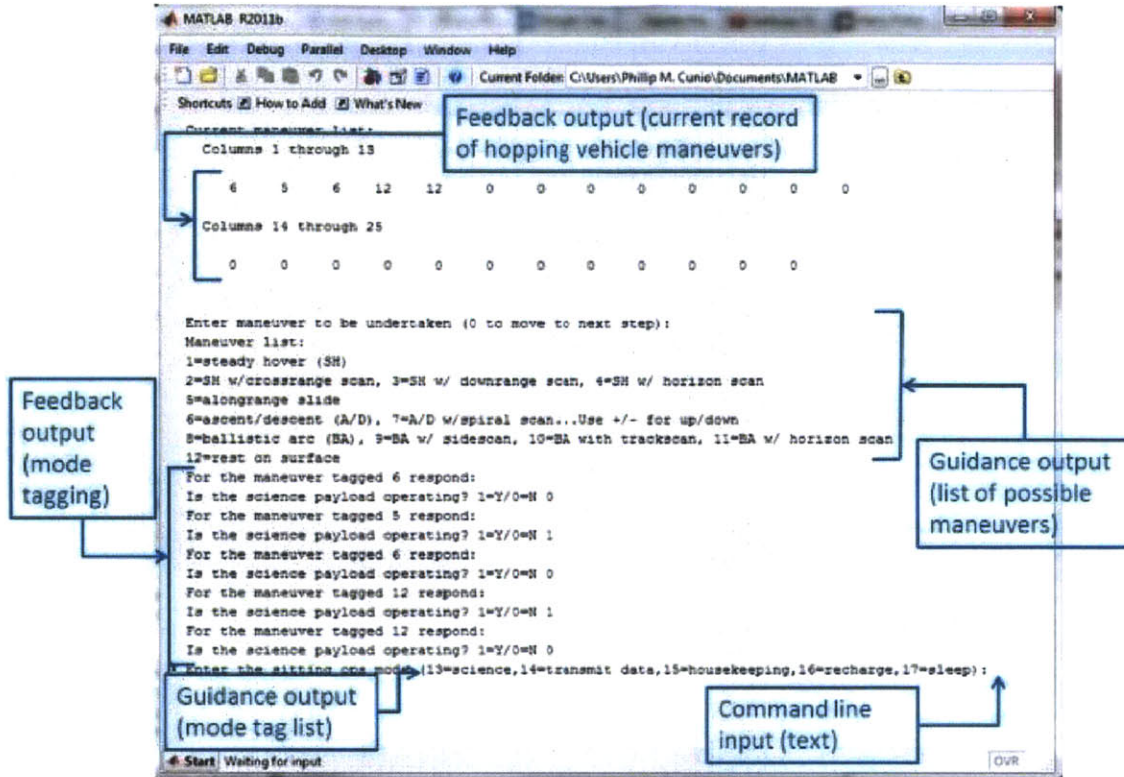 MATLAB R2011b
File Edit Debug Parallel Desktop Window Help
Current Folder: C:\Users\Phillip M. Cunio\Documents\MATLAB
Shortcuts How to Add What's New
Current maneuver list:
Columns 1 through 13
Feedback output (current record
of hopping vehicle maneuvers)
6 5 6 12 12 0 0 0 0 0 0 0 0
Columns 14 through 25
0 0 0 0 0 0 0 0 0 0 0 0
Enter maneuver to be undertaken (0 to move to next step):
Maneuver list:
1=steady hover (SH)
2=SH w/crossrange scan, 3=SH w/ downrange scan, 4=SH w/ horizon scan
5=alongrange slide
6=ascent/descent (A/D), 7=A/D w/spiral scan...Use +/- for up/down
8=ballistic arc (BA), 9=BA w/ sidescan, 10=BA with trackscan, 11=BA w/ horizon scan
12=rest on surface
For the maneuver tagged 6 respond:
Is the science payload operating? 1=Y/0=N 0
For the maneuver tagged 5 respond:
Is the science payload operating? 1=Y/0=N 1
For the maneuver tagged 6 respond:
Is the science payload operating? 1=Y/0=N 0
For the maneuver tagged 12 respond:
Is the science payload operating? 1=Y/0=N 1
For the maneuver tagged 12 respond:
Is the science payload operating? 1=Y/0=N 0
Enter the sitting ops mode (13=science,14=transmit data,15=housekeeping,16=recharge,17=sleep):
Feedback
output
(mode
tagging)
Guidance output
(list of possible
maneuvers)
Guidance output
(mode tag list)
Command line
input (text)
Start Waiting for input
OVR